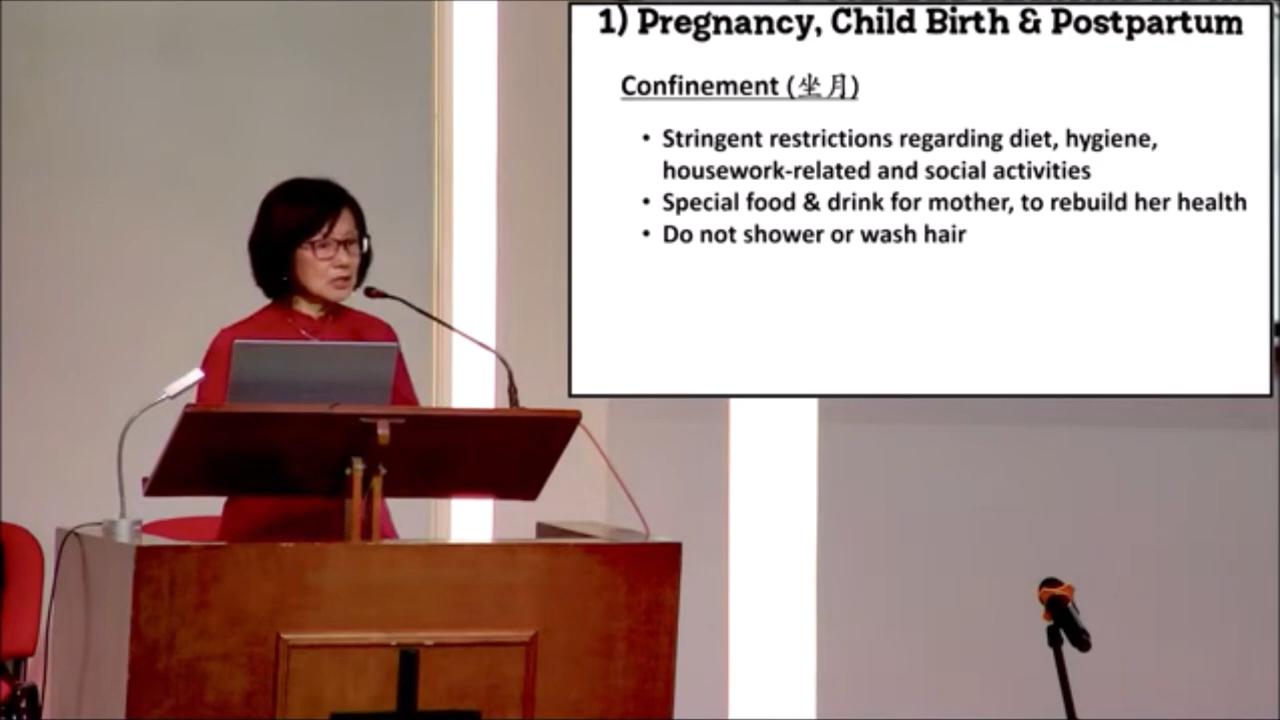 1) Pregnancy, Child Birth & Postpartum
Confinement (坐月)
• Stringent restrictions regarding diet, hygiene,
housework-related and social activities
• Special food & drink for mother, to rebuild her health
• Do not shower or wash hair